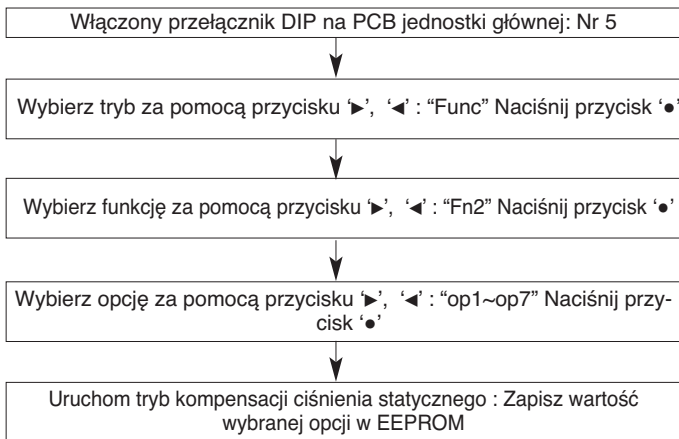 Włączony przełącznik DIP na PCB jednostki głównej: Nr 5
Wybierz tryb za pomocą przycisku ‘►’, ‘◄’ : “Func” Naciśnij przycisk ‘●’
Wybierz funkcję za pomocą przycisku ‘►’, ‘◄’ : “Fn2” Naciśnij przycisk ‘●’
Wybierz opcję za pomocą przycisku ‘►’, ‘◄’ : “op1~op7” Naciśnij przy-
cisk ‘●’
Uruchom tryb kompensacji ciśnienia statycznego : Zapisz wartość
wybranej opcji w EEPROM